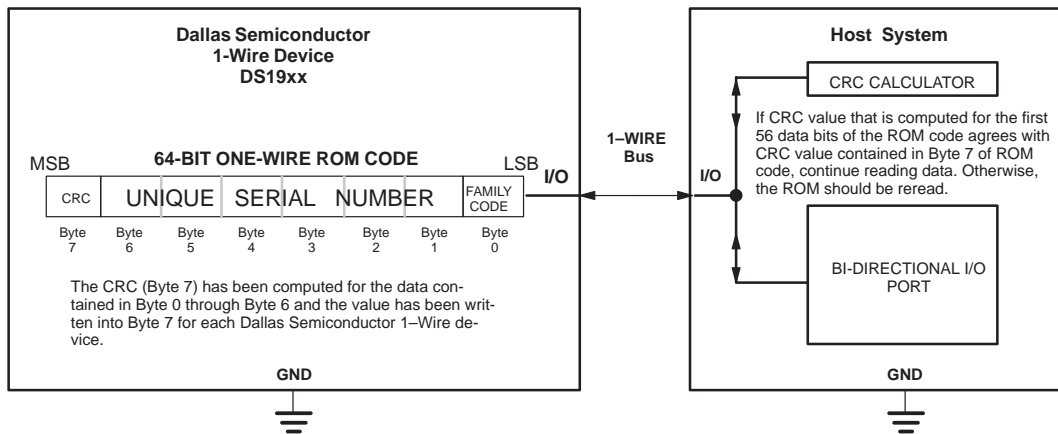 Dallas Semiconductor
1-Wire Device
DS19xx
64-BIT ONE-WIRE ROM CODE
MSB
LSB
I/O
CRC
UNIQUE SERIAL NUMBER
FAMILY
CODE
Byte
7
Byte
6
Byte
5
Byte
4
Byte
3
Byte
2
Byte
1
Byte
0
The CRC (Byte 7) has been computed for the data con-
tained in Byte 0 through Byte 6 and the value has been writ-
ten into Byte 7 for each Dallas Semiconductor 1–Wire de-
vice.
GND
1–WIRE
Bus
Host System
CRC CALCULATOR
If CRC value that is computed for the first
56 data bits of the ROM code agrees with
CRC value contained in Byte 7 of ROM
code, continue reading data. Otherwise,
the ROM should be reread.
I/O
BI-DIRECTIONAL I/O
PORT
GND